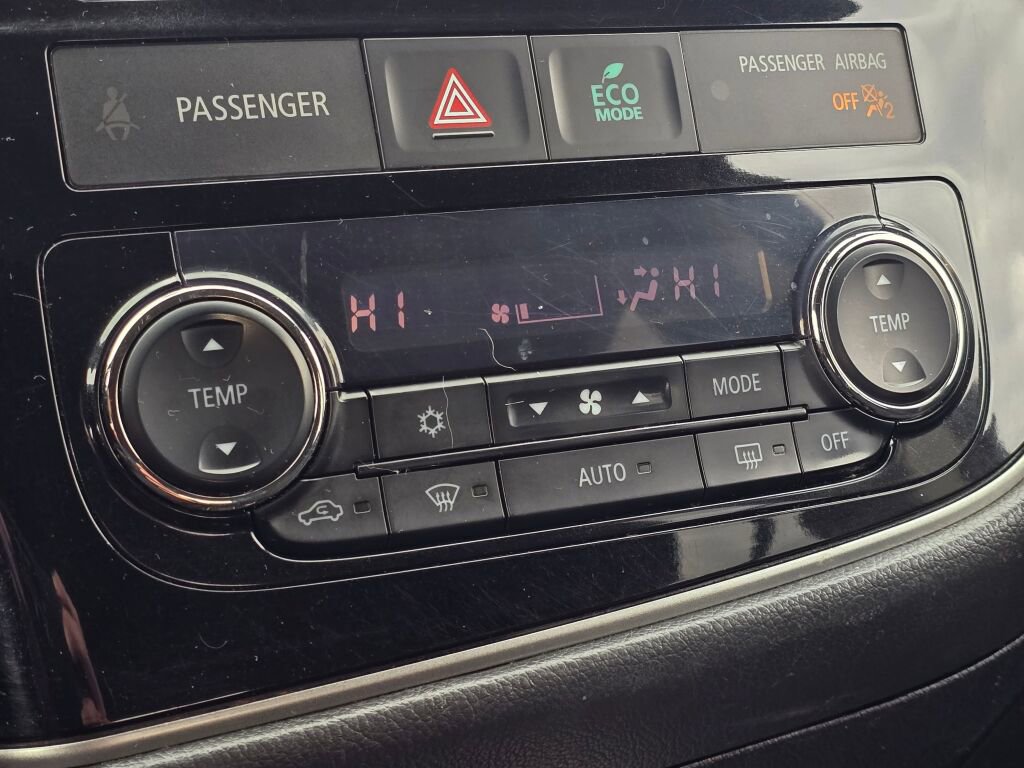 PASSENGER
ECO
MODE
PASSENGER AIRBAG
OFF 2
HI
HI
TEMP
TEMP
MODE
AUTO
OFF